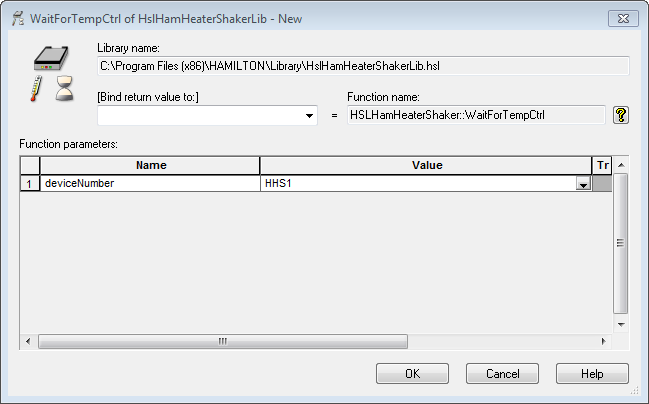 WaitForTempCtrl of HslHamHeaterShakerLib - New
Library name:
C:\Program Files (x86)\HAMILTON\Library\HslHamHeaterShakerLib.hsl
[Bind return value to:] Function name:
= HSLHamHeaterShaker::WaitForTempCtrl ?
Function parameters:
Name Value Tr
1 deviceNumber HHS1
OK Cancel Help